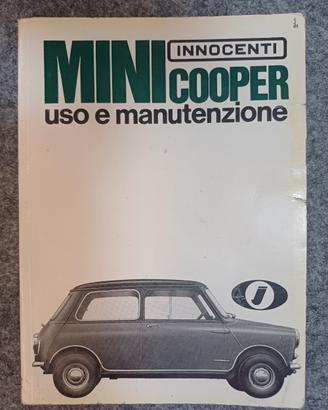 MINI INNOCENTI
COOPER
uso e manutenzione
j